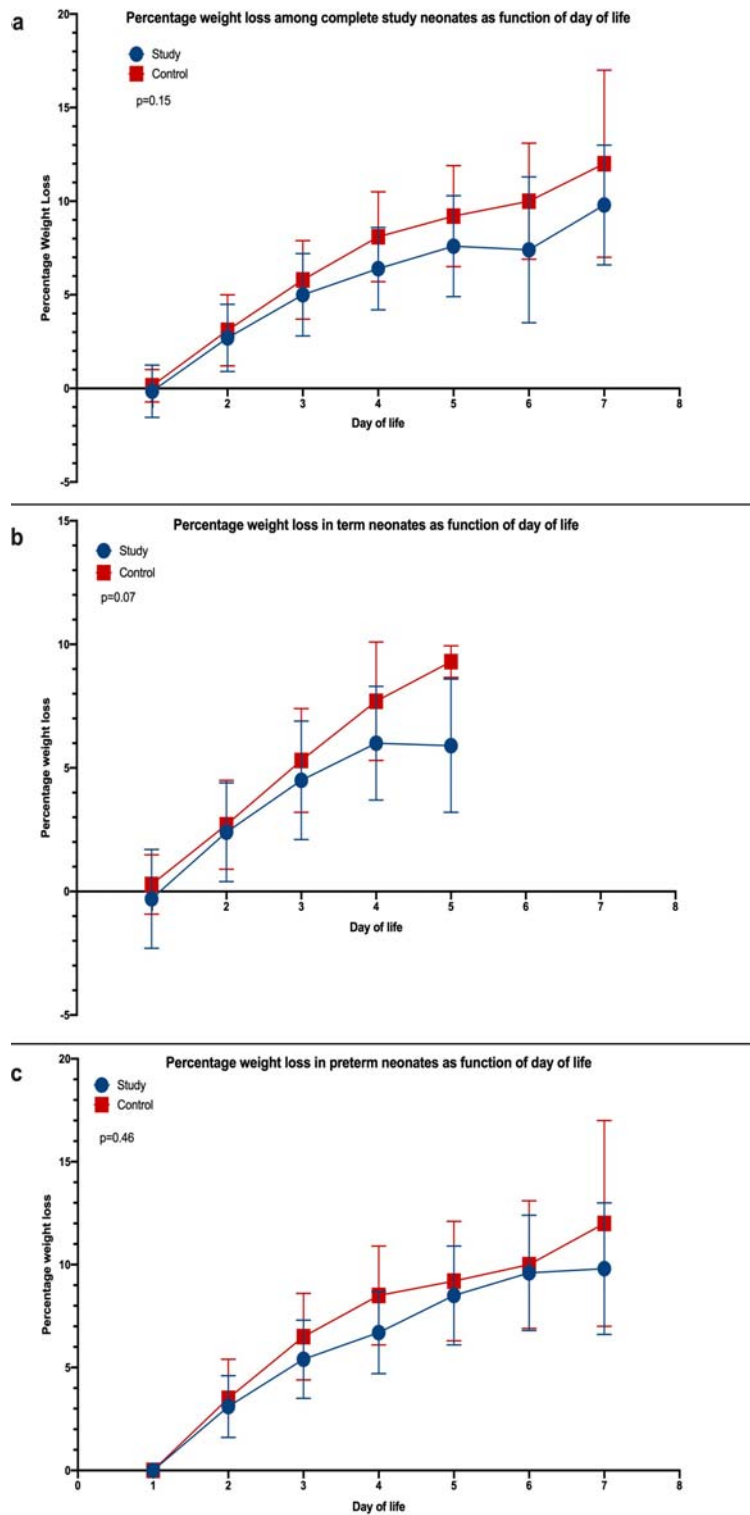 a
Percentage weight loss among complete study neonates as function of day of life
Study
Control
p=0.15
Percentage Weight Loss
20
15
10
5
0
-5
2 3 4 5 6 7 8
Day of life
b
Percentage weight loss in term neonates as function of day of life
Study
Control
p=0.07
Percentage weight loss
15
10
5
0
-5
2 3 4 5 6 7 8
Day of life
c
Percentage weight loss in preterm neonates as function of day of life
Study
Control
p=0.46
Percentage weight loss
20
15
10
5
0
0 1 2 3 4 5 6 7 8
Day of life